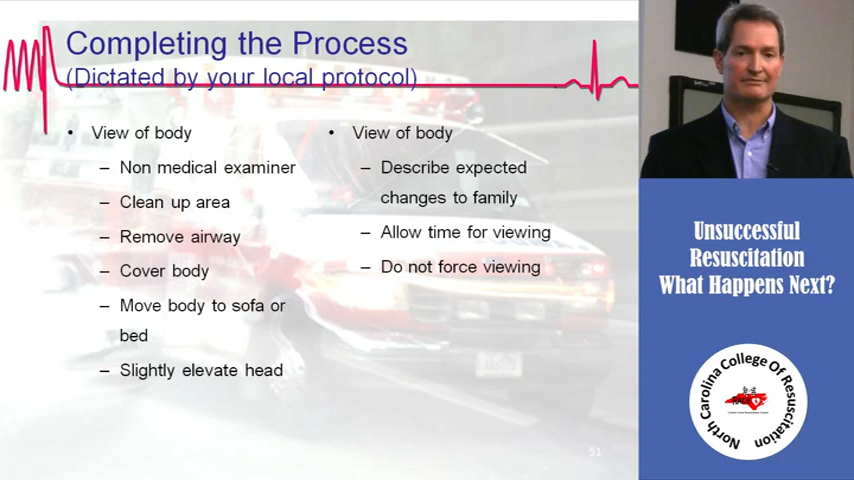 Completing the Process
(Dictated by your local protocol)
• View of body
– Non medical examiner
– Clean up area
– Remove airway
– Cover body
– Move body to sofa or
bed
– Slightly elevate head
• View of body
– Describe expected
changes to family
– Allow time for viewing
– Do not force viewing
51
Unsuccessful
Resuscitation
What Happens Next?
North Carolina College Of Resuscitation